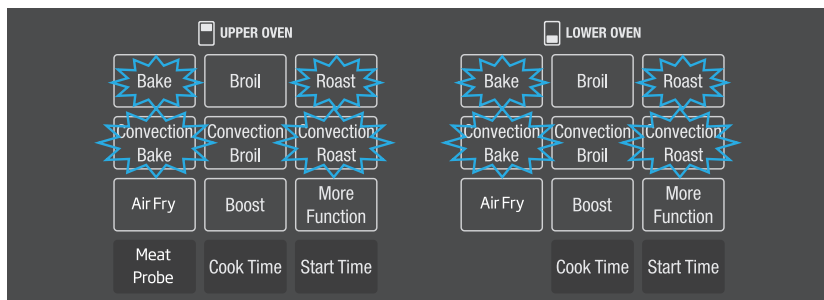 UPPER OVEN LOWER OVEN
Bake Broil Roast Bake Broil Roast
Convection Convection Convection Convection Convection Convection
Bake Broil Roast Bake Broil Roast
Air Fry Boost More Function Air Fry Boost More Function
Meat Probe Cook Time Start Time Cook Time Start Time